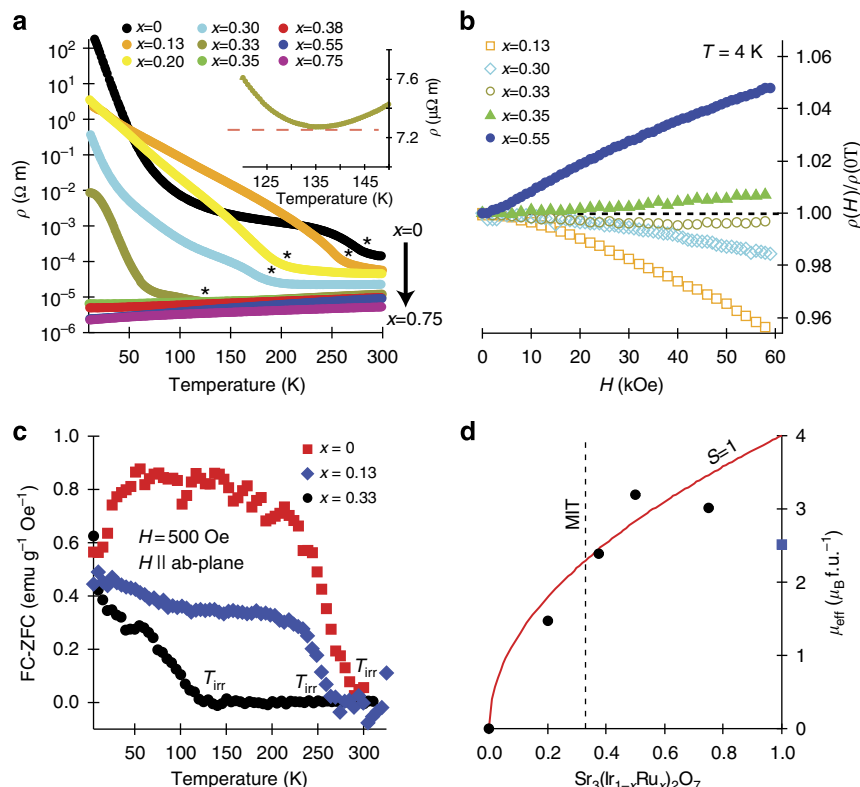 a
x=0
x=0.13
x=0.20
x=0.30
x=0.33
x=0.35
x=0.38
x=0.55
x=0.75
10²
10¹
10⁰
10⁻¹
10⁻²
10⁻³
10⁻⁴
10⁻⁵
10⁻⁶
ρ (Ω m)
50
100
150
200
250
300
Temperature (K)
7.6
7.2
ρ (μΩ m)
125
135
145
Temperature (K)
*
*
*
*
*
x=0
x=0.75
b
T = 4 K
x=0.13
x=0.30
x=0.33
x=0.35
x=0.55
1.06
1.04
1.02
1.00
0.98
0.96
ρ(H)/ρ(0T)
0
10
20
30
40
50
60
H (kOe)
c
x = 0
x = 0.13
x = 0.33
H = 500 Oe
H || ab-plane
1.0
0.8
0.6
0.4
0.2
0.0
FC-ZFC (emu g⁻¹ Oe⁻¹)
Tirr
Tirr
Tirr
50
100
150
200
250
300
Temperature (K)
d
MIT
S=1
4
3
2
1
0
μeff (μB f.u.⁻¹)
0.0
0.2
0.4
0.6
0.8
1.0
Sr₃(Ir₁₋ₓRuₓ)₂O₇